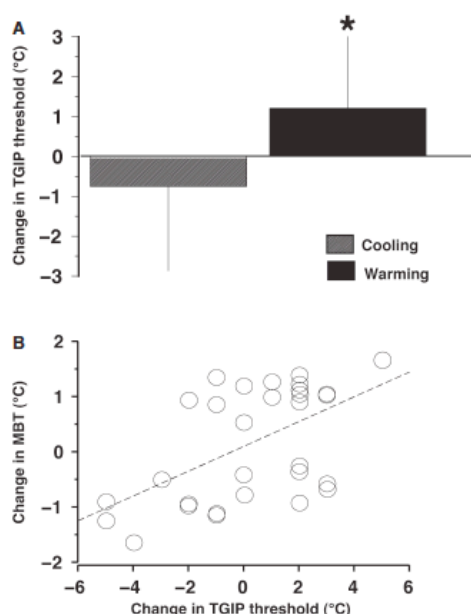 A
Change in TGIP threshold (°C)
3
2
1
0
−1
−2
−3
*
Cooling
Warming
B
Change in MBT (°C)
2
1
0
−1
−2
−6 −4 −2 0 2 4 6
Change in TGIP threshold (°C)